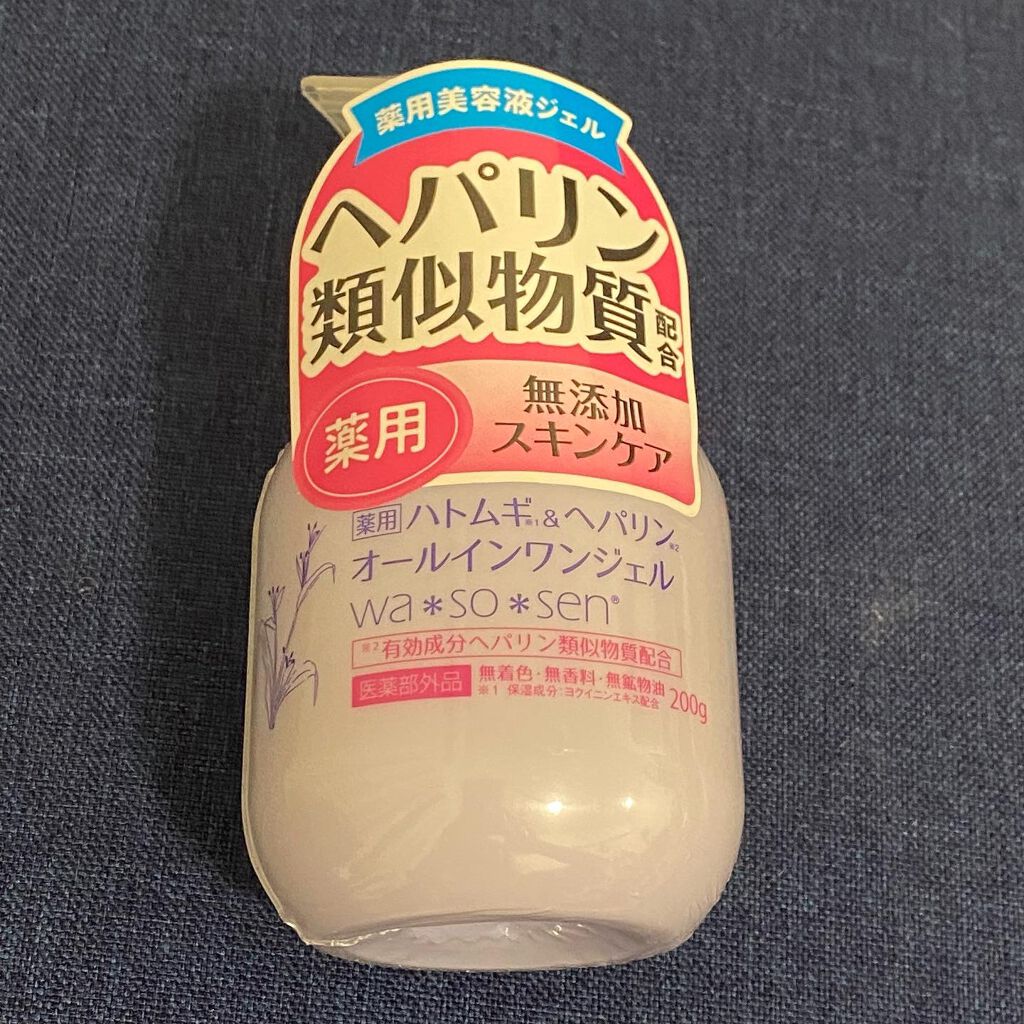 薬用美容液ジェル
ヘパリン
類似物質配合
薬用
無添加
スキンケア
薬用ハトムギ※1&ヘパリン※2
オールインワンジェル
wa*so*sen®
※2有効成分ヘパリン類似物質配合
医薬部外品
無着色・無香料・無鉱物油
※1 保湿成分:ヨクイニンエキス配合
200g